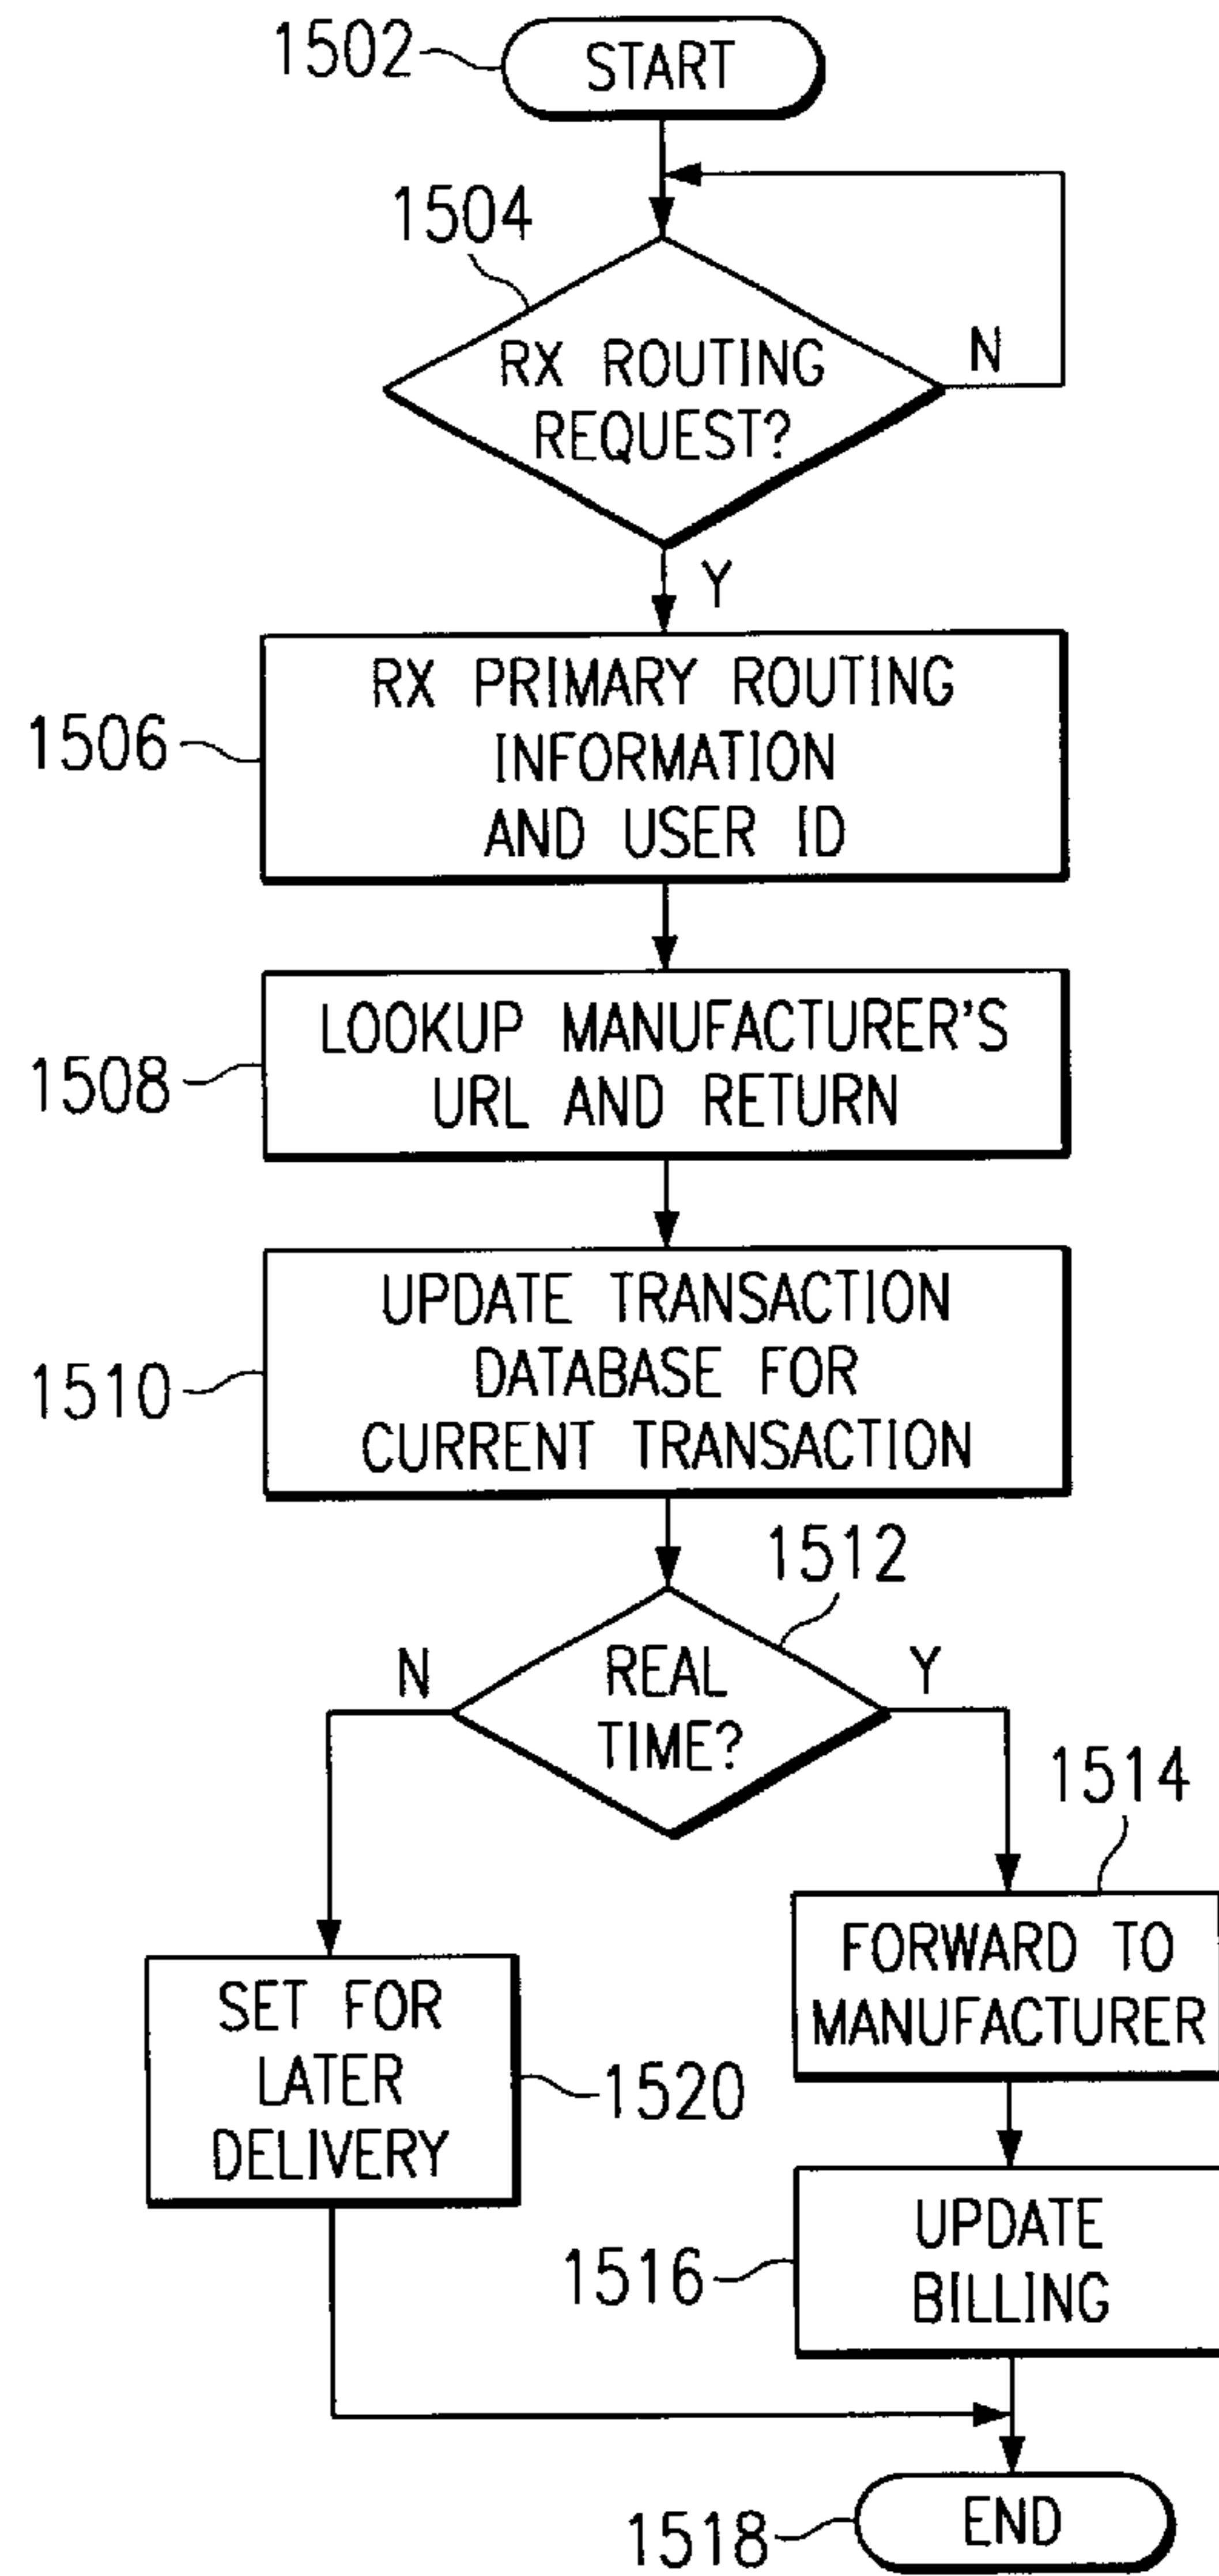 1502
START
1504
RX ROUTING
REQUEST?
N
Y
1506
RX PRIMARY ROUTING
INFORMATION
AND USER ID
1508
LOOKUP MANUFACTURER'S
URL AND RETURN
1510
UPDATE TRANSACTION
DATABASE FOR
CURRENT TRANSACTION
1512
N
REAL
TIME?
Y
1514
FORWARD TO
MANUFACTURER
SET FOR
LATER
DELIVERY
1520
1516
UPDATE
BILLING
1518
END